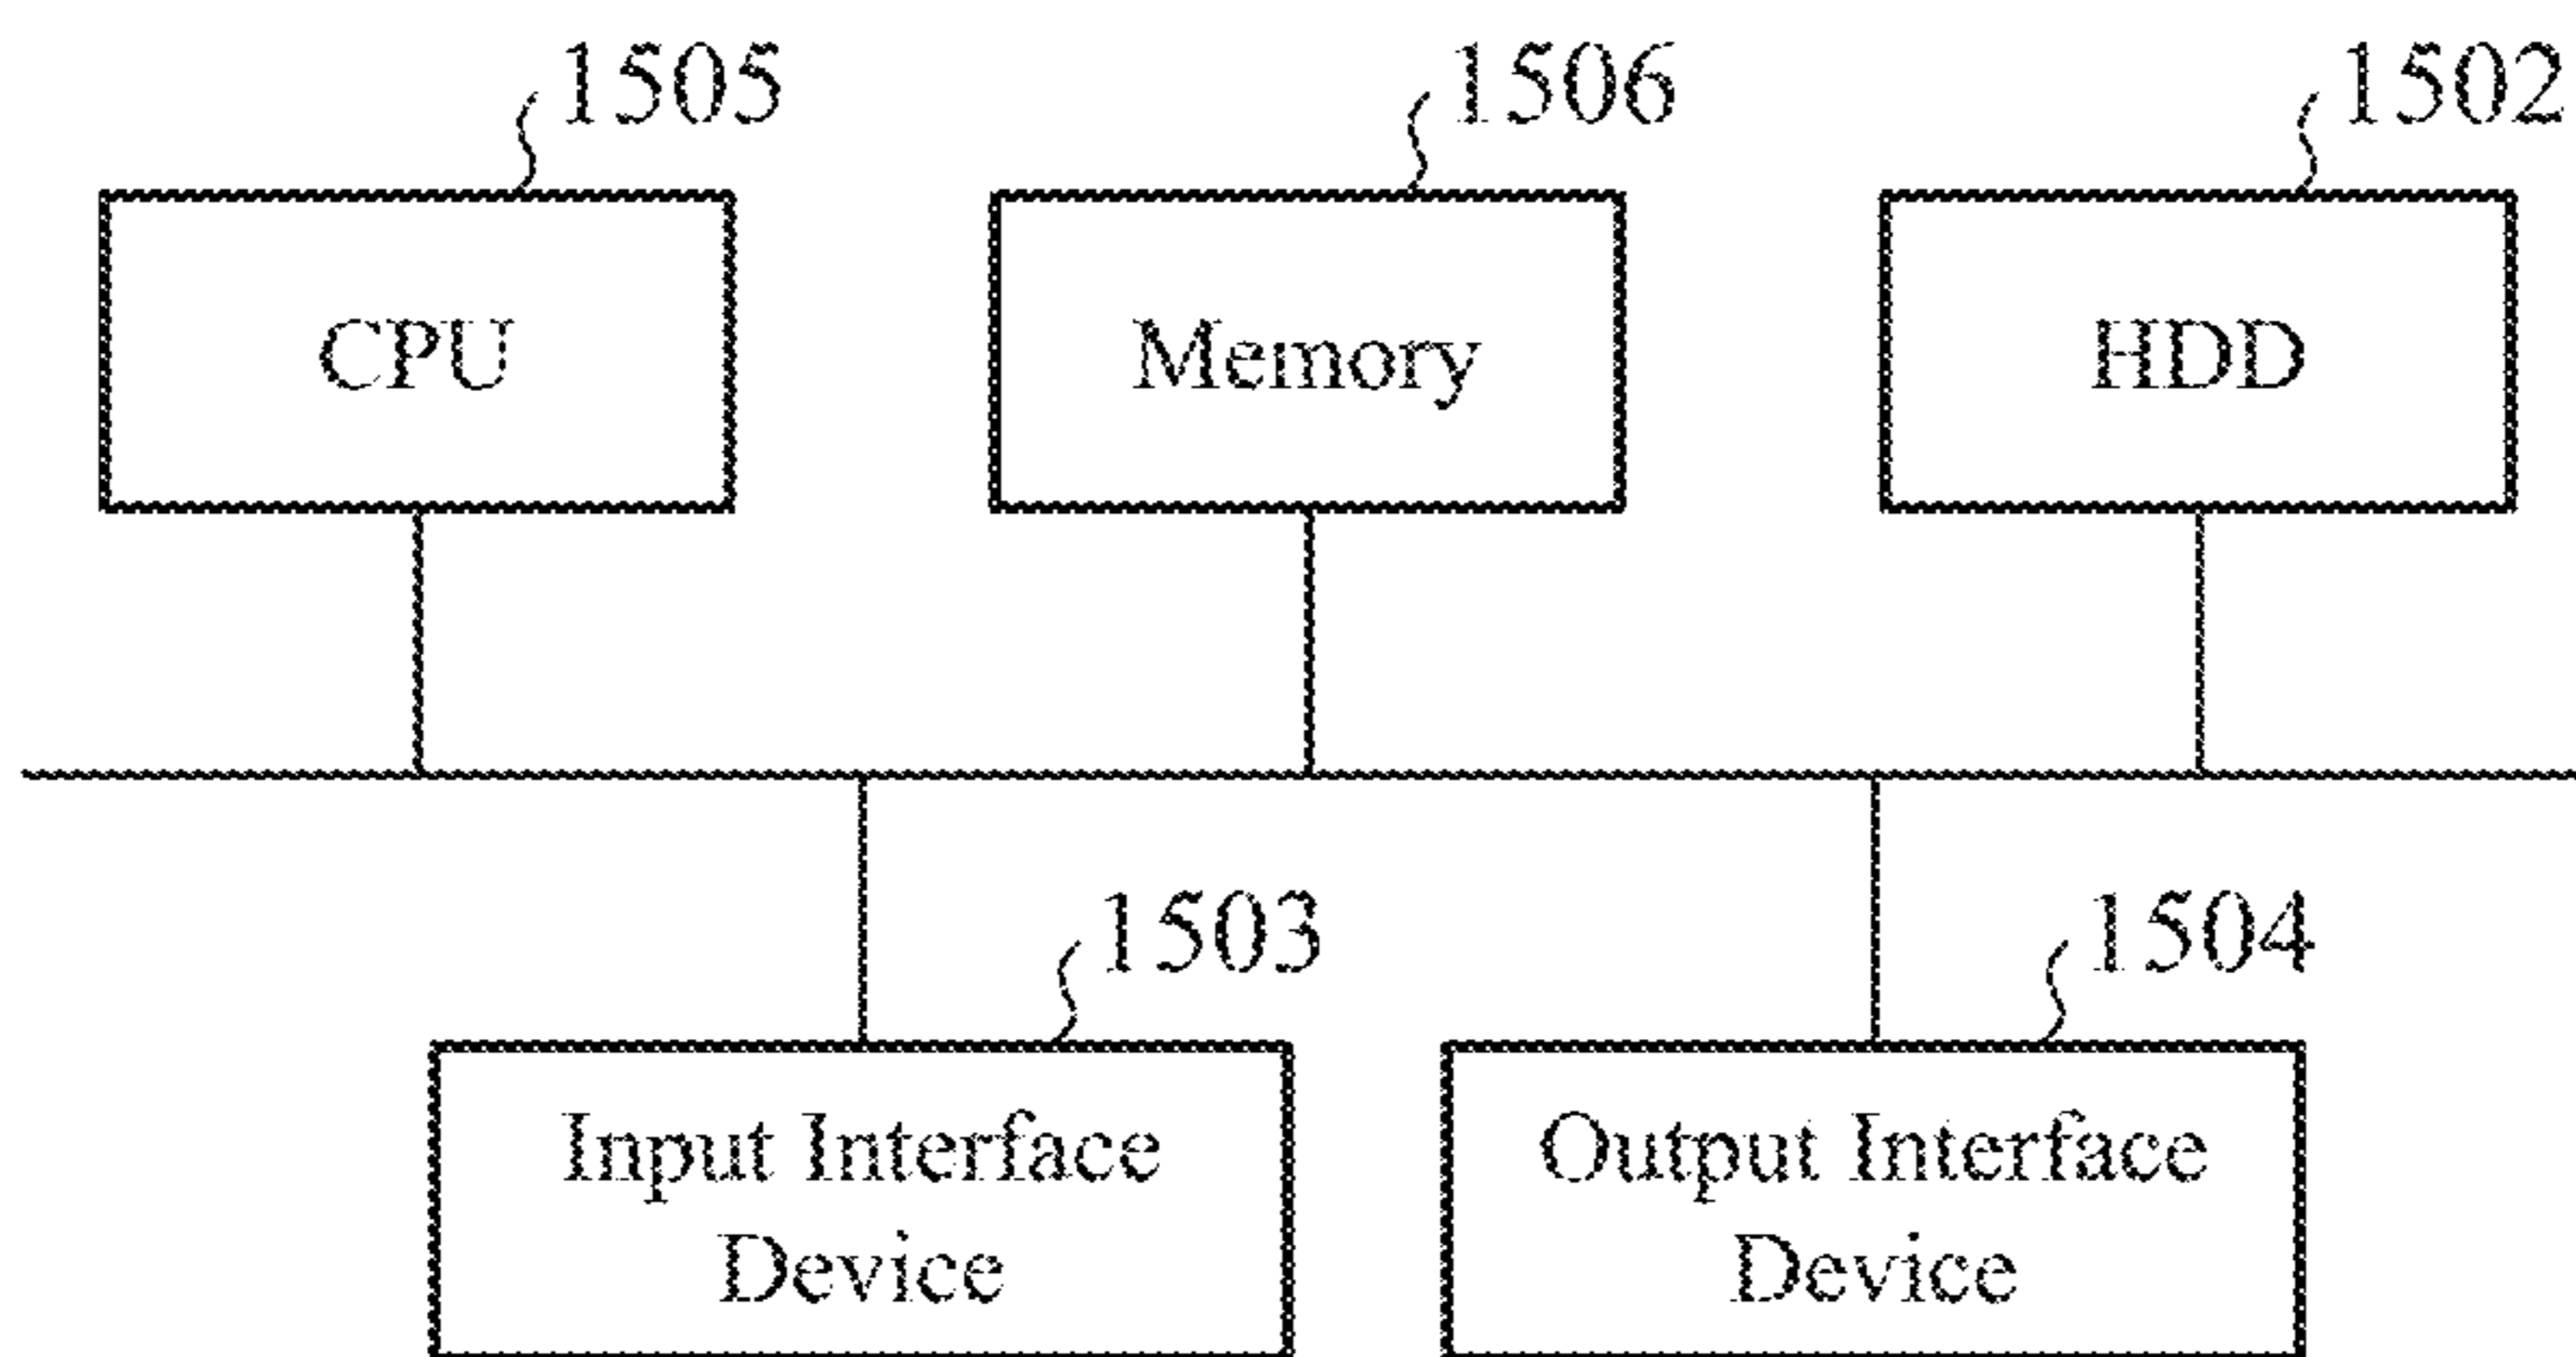 1505
1506
1502
CPU
Memory
HDD
1503
1504
Input Interface
Device
Output Interface
Device